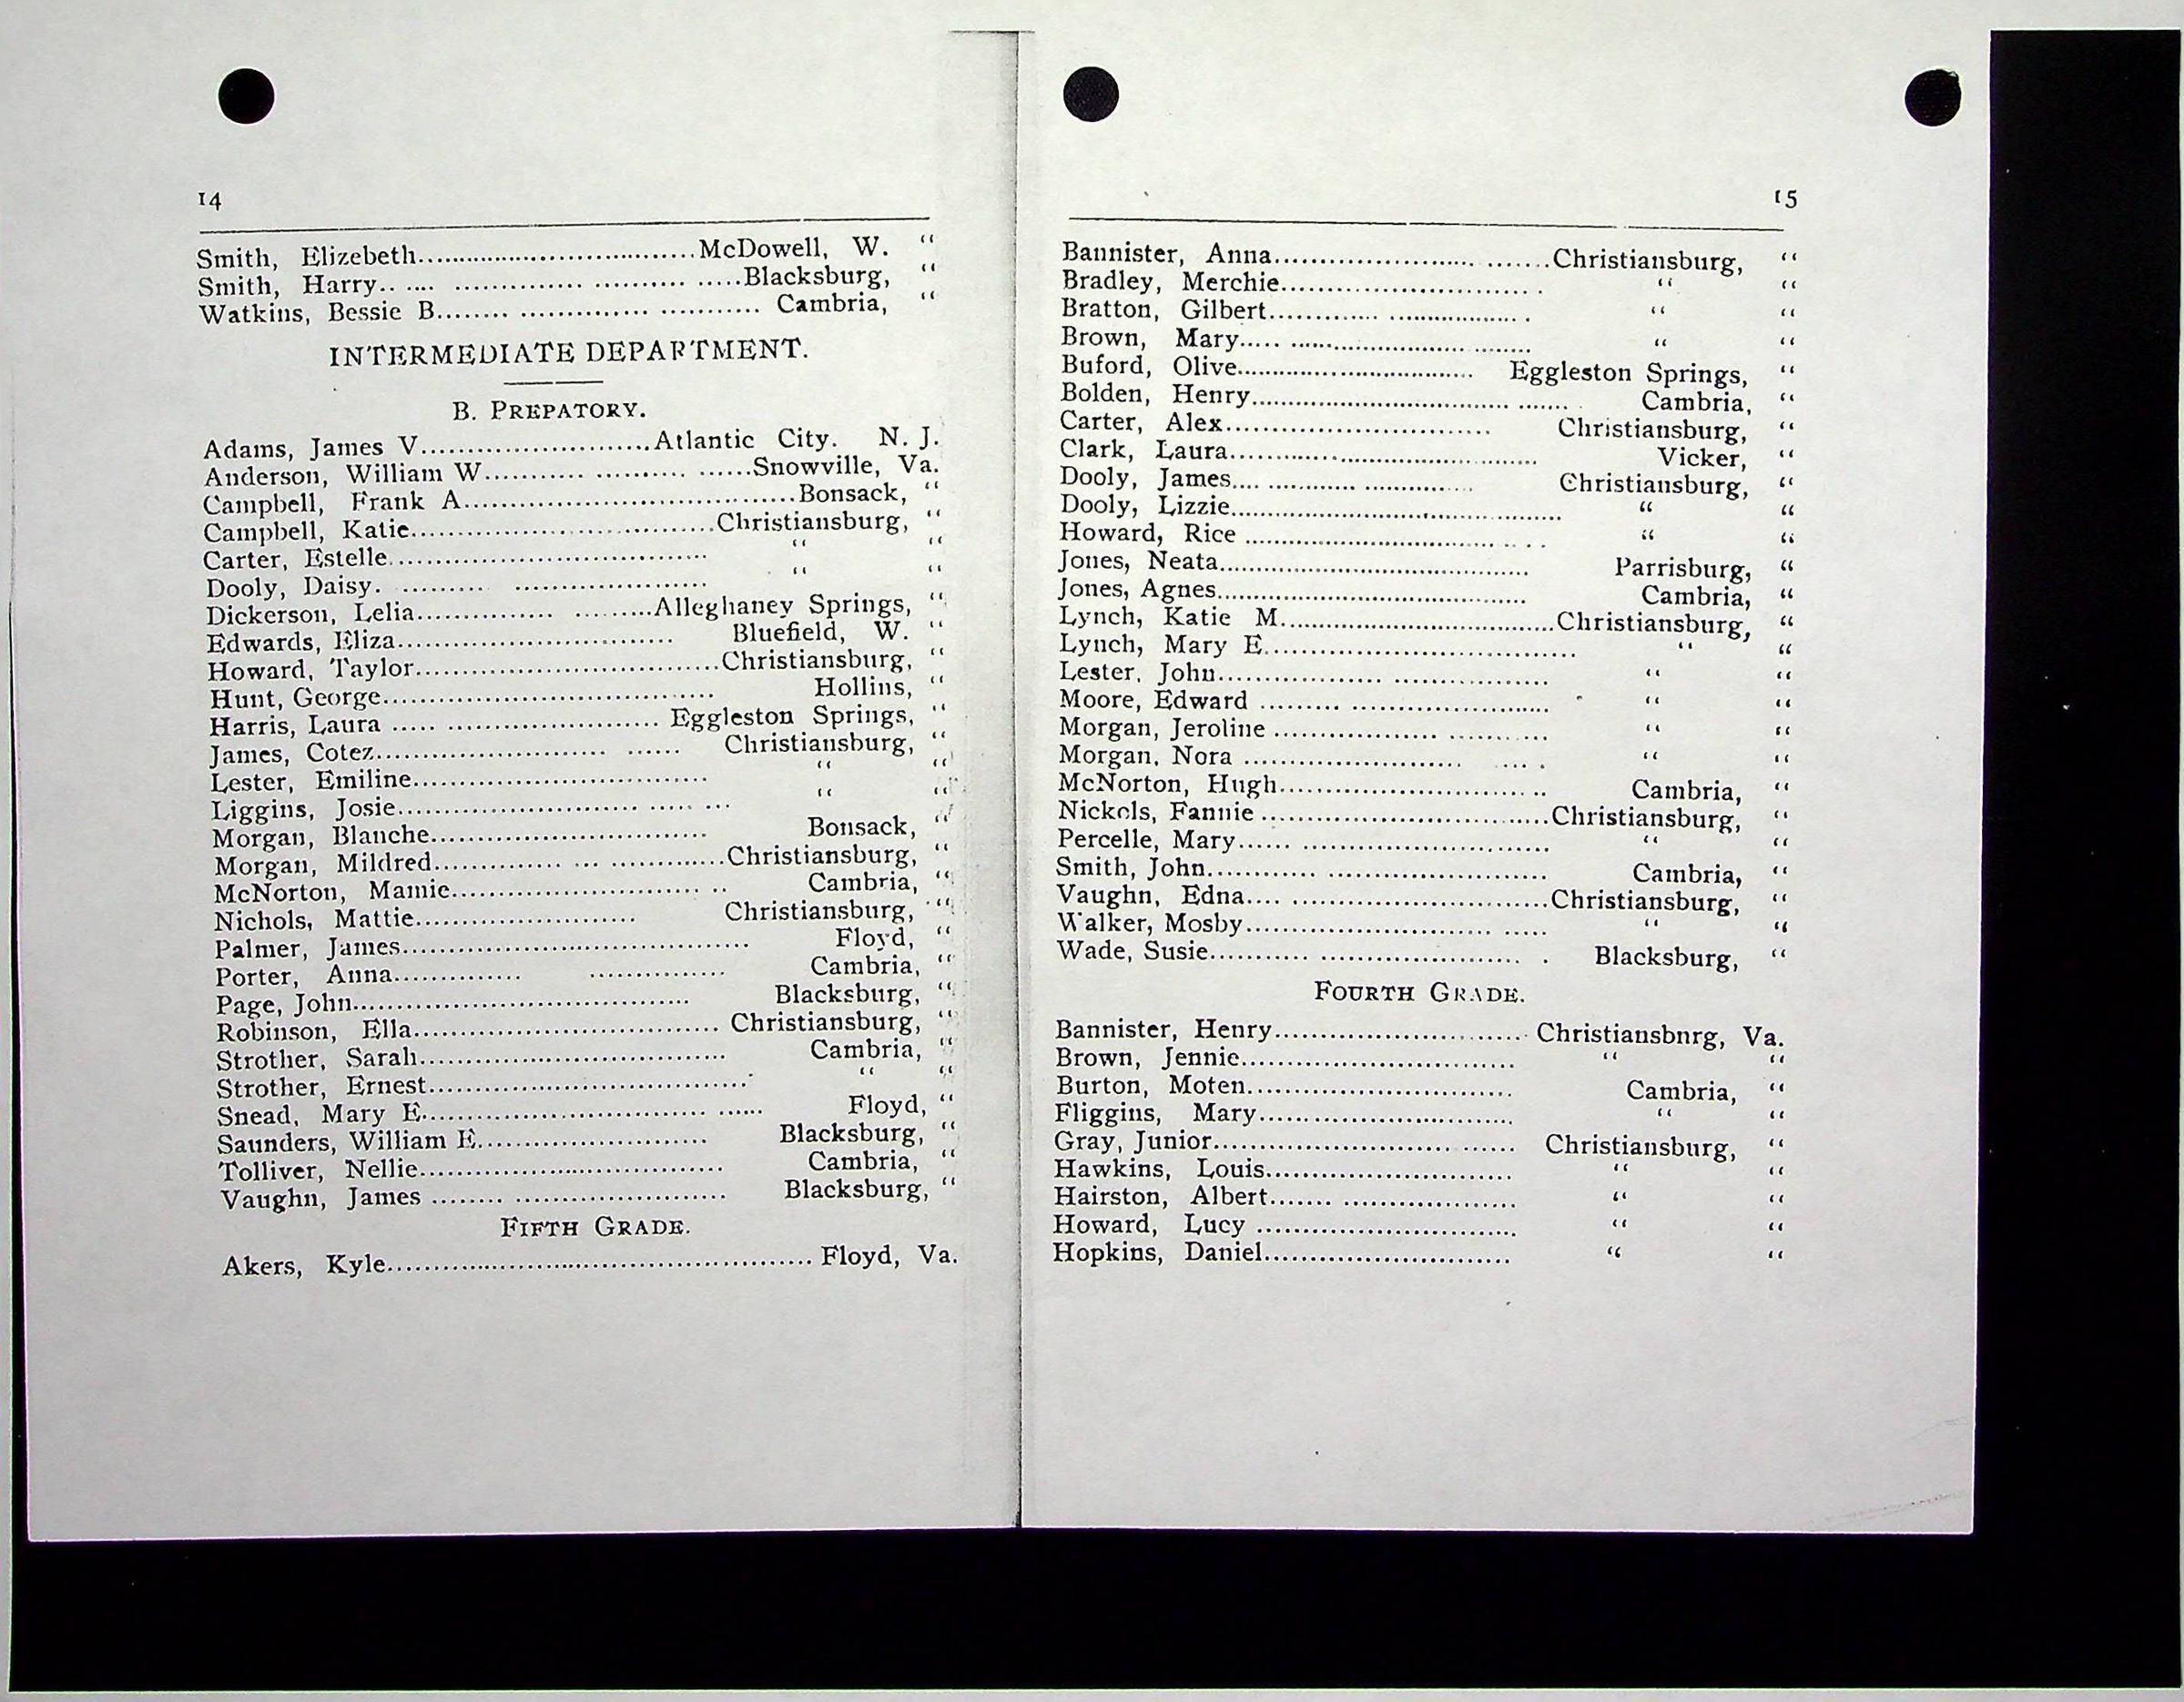 14
Smith, Elizebeth.................................McDowell, W. "
Smith, Harry.. .... ............... ........... .....Blacksburg, "
Watkins, Bessie B........ ............... ........... Cambria, "
INTERMEDIATE DEPARTMENT.
B. PREPATORY.
Adams, James V.........................Atlantic City. N. J.
Anderson, William W........... .......... ......Snowville, Va.
Campbell, Frank A...................................Bonsack, "
Campbell, Katie.................................Christiansburg, "
Carter, Estelle.................................. " "
Dooly, Daisy. .......... ..................... " "
Dickerson, Lelia............... .........Alleghaney Springs, "
Edwards, Eliza.............................. Bluefield, W. "
Howard, Taylor.................................Christiansburg, "
Hunt, George.................................... Hollins, "
Harris, Laura ..... ....................... Eggleston Springs, "
James, Cotez......................... ...... Christiansburg, "
Lester, Emiline................................ " "
Liggins, Josie.......................... ..... ... " "
Morgan, Blanche.............................. Bonsack, "
Morgan, Mildred.............. ... ............Christiansburg, "
McNorton, Mamie........................... .. Cambria, "
Nichols, Mattie........................ Christiansburg, "
Palmer, James...................................... Floyd, "
Porter, Anna.............. ............... Cambria, "
Page, John.................................... Blacksburg, "
Robinson, Ella................................. Christiansburg, "
Strother, Sarah................................. Cambria, "
Strother, Ernest.................................. " "
Snead, Mary E............................... ...... Floyd, "
Saunders, William E......................... Blacksburg, "
Tolliver, Nellie................................. Cambria, "
Vaughn, James ........ ....................... Blacksburg, "
FIFTH GRADE.
Akers, Kyle.............................................. Floyd, Va.
15
Bannister, Anna...................... .......Christiansburg, "
Bradley, Merchie........................... . " "
Bratton, Gilbert............. .................. . " "
Brown, Mary..... ................... ........ " "
Buford, Olive.................................. Eggleston Springs, "
Bolden, Henry............................ ....... . Cambria, "
Carter, Alex............................. Christiansburg, "
Clark, Laura.................................. Vicker, "
Dooly, James.... ............ ............. Christiansburg, "
Dooly, Lizzie.................................... " "
Howard, Rice ........................... .. . . " "
Jones, Neata.................................. Parrisburg, "
Jones, Agnes.................................. Cambria, "
Lynch, Katie M..............................Christiansburg, "
Lynch, Mary E.................................. " "
Lester, John.................. ................. " "
Moore, Edward ......... ...................... " "
Morgan, Jeroline .................. ........... " "
Morgan, Nora ........................ .... . " "
McNorton, Hugh.......................... .. Cambria, "
Nickols, Fannie ...............................Christiansburg, "
Percelle, Mary...... ........................... " "
Smith, John............ ........................ Cambria, "
Vaughn, Edna.... ............................Christiansburg, "
Walker, Mosby........................... ..... " "
Wade, Susie........... ..................... . Blacksburg, "
FOURTH GRADE.
Bannister, Henry........................... Christiansbnrg, Va.
Brown, Jennie.............................. " "
Burton, Moten............................. Cambria, "
Fliggins, Mary............................ " "
Gray, Junior........................... ...... Christiansburg, "
Hawkins, Louis........................... " "
Hairston, Albert....... ................... " "
Howard, Lucy ............................ " "
Hopkins, Daniel........................... " "